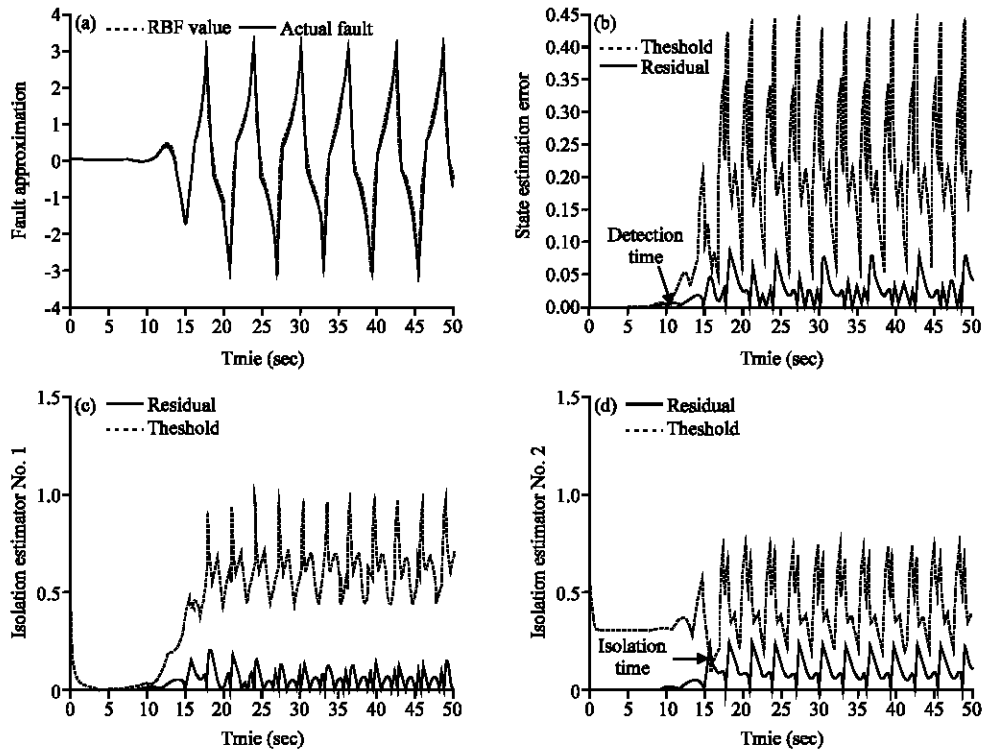 (a)
RBF value
Actual fault
Fault approximation
4
3
2
1
0
-1
-2
-3
-4
0 5 10 15 20 25 30 35 40 45 50
Tmie (sec)
(b)
Theshold
Residual
State estimation error
0.45
0.40
0.35
0.30
0.25
0.20
0.15
0.10
0.05
0.00
Detection
time
0 5 10 15 20 25 30 35 40 45 50
Tmie (sec)
(c)
Residual
Theshold
Isolation estimator No. 1
1.5
1.0
0.5
0
0 5 10 15 20 25 30 35 40 45 50
Tmie (sec)
(d)
Residual
Theshold
Isolation estimator No. 2
1.5
1.0
0.5
0
Isolation
time
0 5 10 15 20 25 30 35 40 45 50
Tmie (sec)